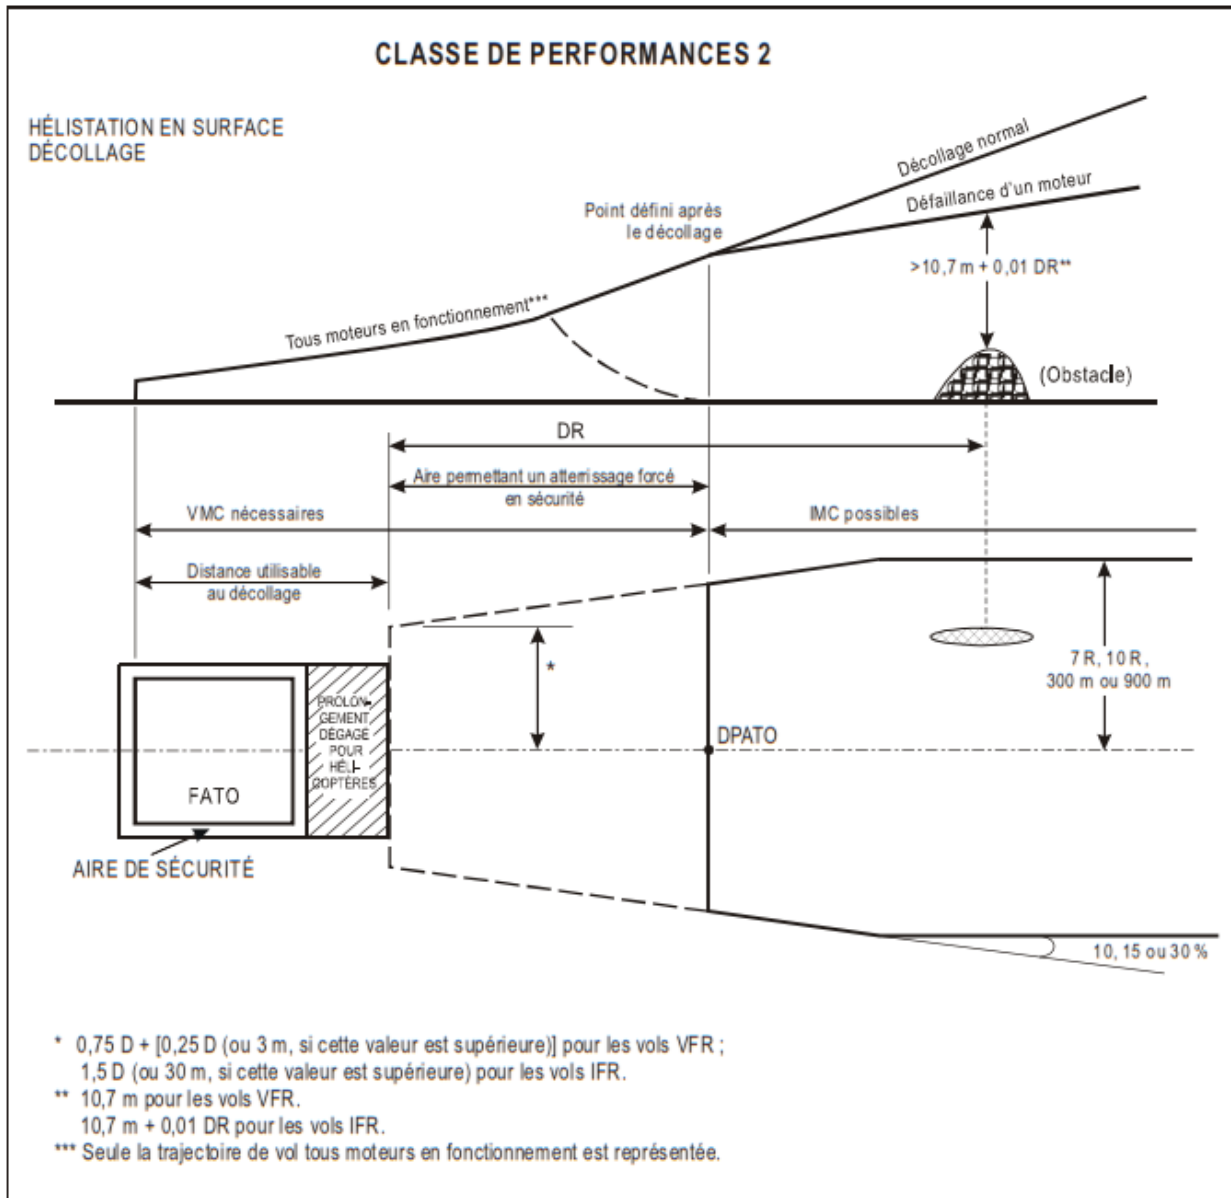 CLASSE DE PERFORMANCES 2
HÉLISTATION EN SURFACE
DÉCOLLAGE
Décollage normal
Défaillance d'un moteur
Point défini après
le décollage
>10,7 m + 0,01 DR**
Tous moteurs en fonctionnement***
(Obstacle)
DR
Aire permettant un atterrissage forcé
en sécurité
VMC nécessaires
IMC possibles
Distance utilisable
au décollage
*
7 R, 10 R,
300 m ou 900 m
PROLON-
GEMENT
DÉGAGÉ
POUR
HÉLI-
COPTÈRES
DPATO
FATO
AIRE DE SÉCURITÉ
10, 15 ou 30 %
* 0,75 D + [0,25 D (ou 3 m, si cette valeur est supérieure)] pour les vols VFR ;
1,5 D (ou 30 m, si cette valeur est supérieure) pour les vols IFR.
** 10,7 m pour les vols VFR.
10,7 m + 0,01 DR pour les vols IFR.
*** Seule la trajectoire de vol tous moteurs en fonctionnement est représentée.